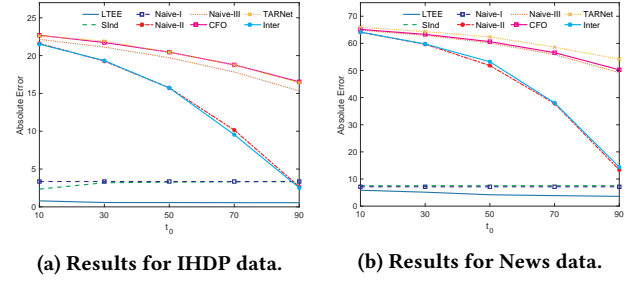 LTEE Naive-I Naive-III TARNet
SInd Naive-II CFO Inter
25
20
15
10
5
0
Absolute Error
10 30 50 70 90
t0
(a) Results for IHDP data.
LTEE Naive-I Naive-III TARNet
SInd Naive-II CFO Inter
70
60
50
40
30
20
10
0
Absolute Error
10 30 50 70 90
t0
(b) Results for News data.